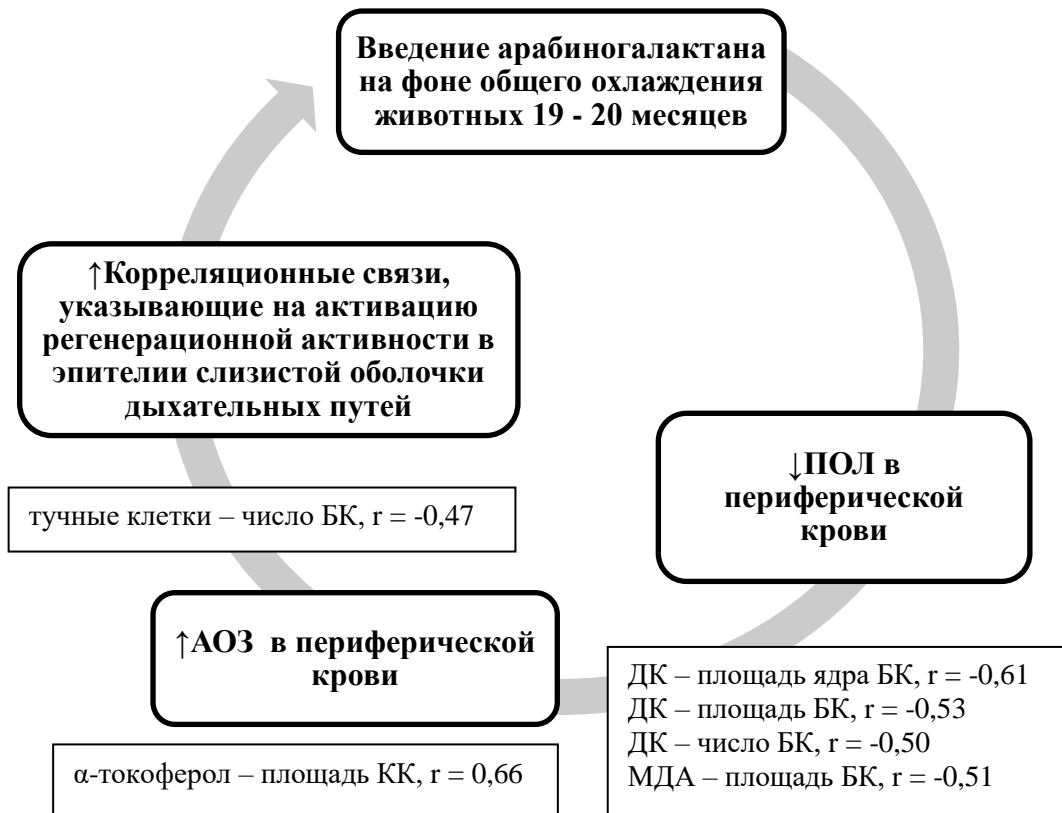 Введение арабиногалактана
на фоне общего охлаждения
животных 19 - 20 месяцев
↑Корреляционные связи,
указывающие на активацию
регенерационной активности в
эпителии слизистой оболочки
дыхательных путей
↓ПОЛ в
периферической
крови
тучные клетки – число БК, r = -0,47
↑АОЗ в периферической
крови
ДК – площадь ядра БК, r = -0,61
ДК – площадь БК, r = -0,53
ДК – число БК, r = -0,50
МДА – площадь БК, r = -0,51
α-токоферол – площадь КК, r = 0,66